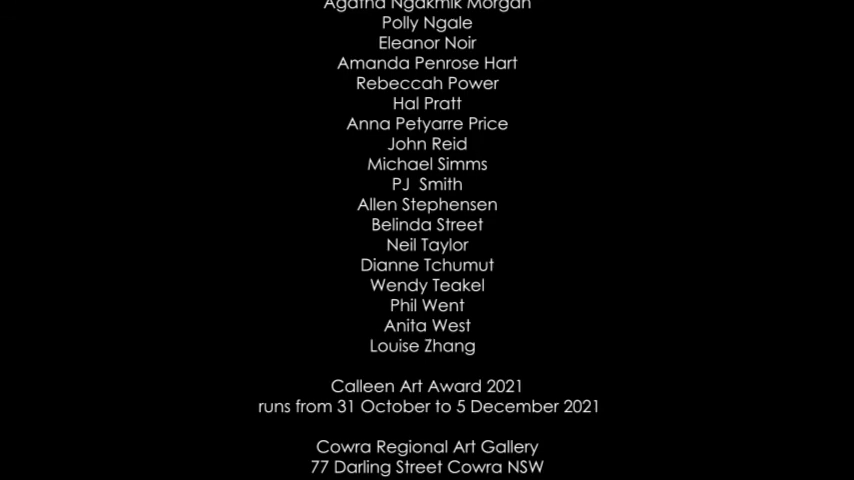 Agatha Ngakmik Morgan
Polly Ngale
Eleanor Noir
Amanda Penrose Hart
Rebeccah Power
Hal Pratt
Anna Petyarre Price
John Reid
Michael Simms
PJ Smith
Allen Stephensen
Belinda Street
Neil Taylor
Dianne Tchumut
Wendy Teakel
Phil Went
Anita West
Louise Zhang
Calleen Art Award 2021
runs from 31 October to 5 December 2021
Cowra Regional Art Gallery
77 Darling Street Cowra NSW